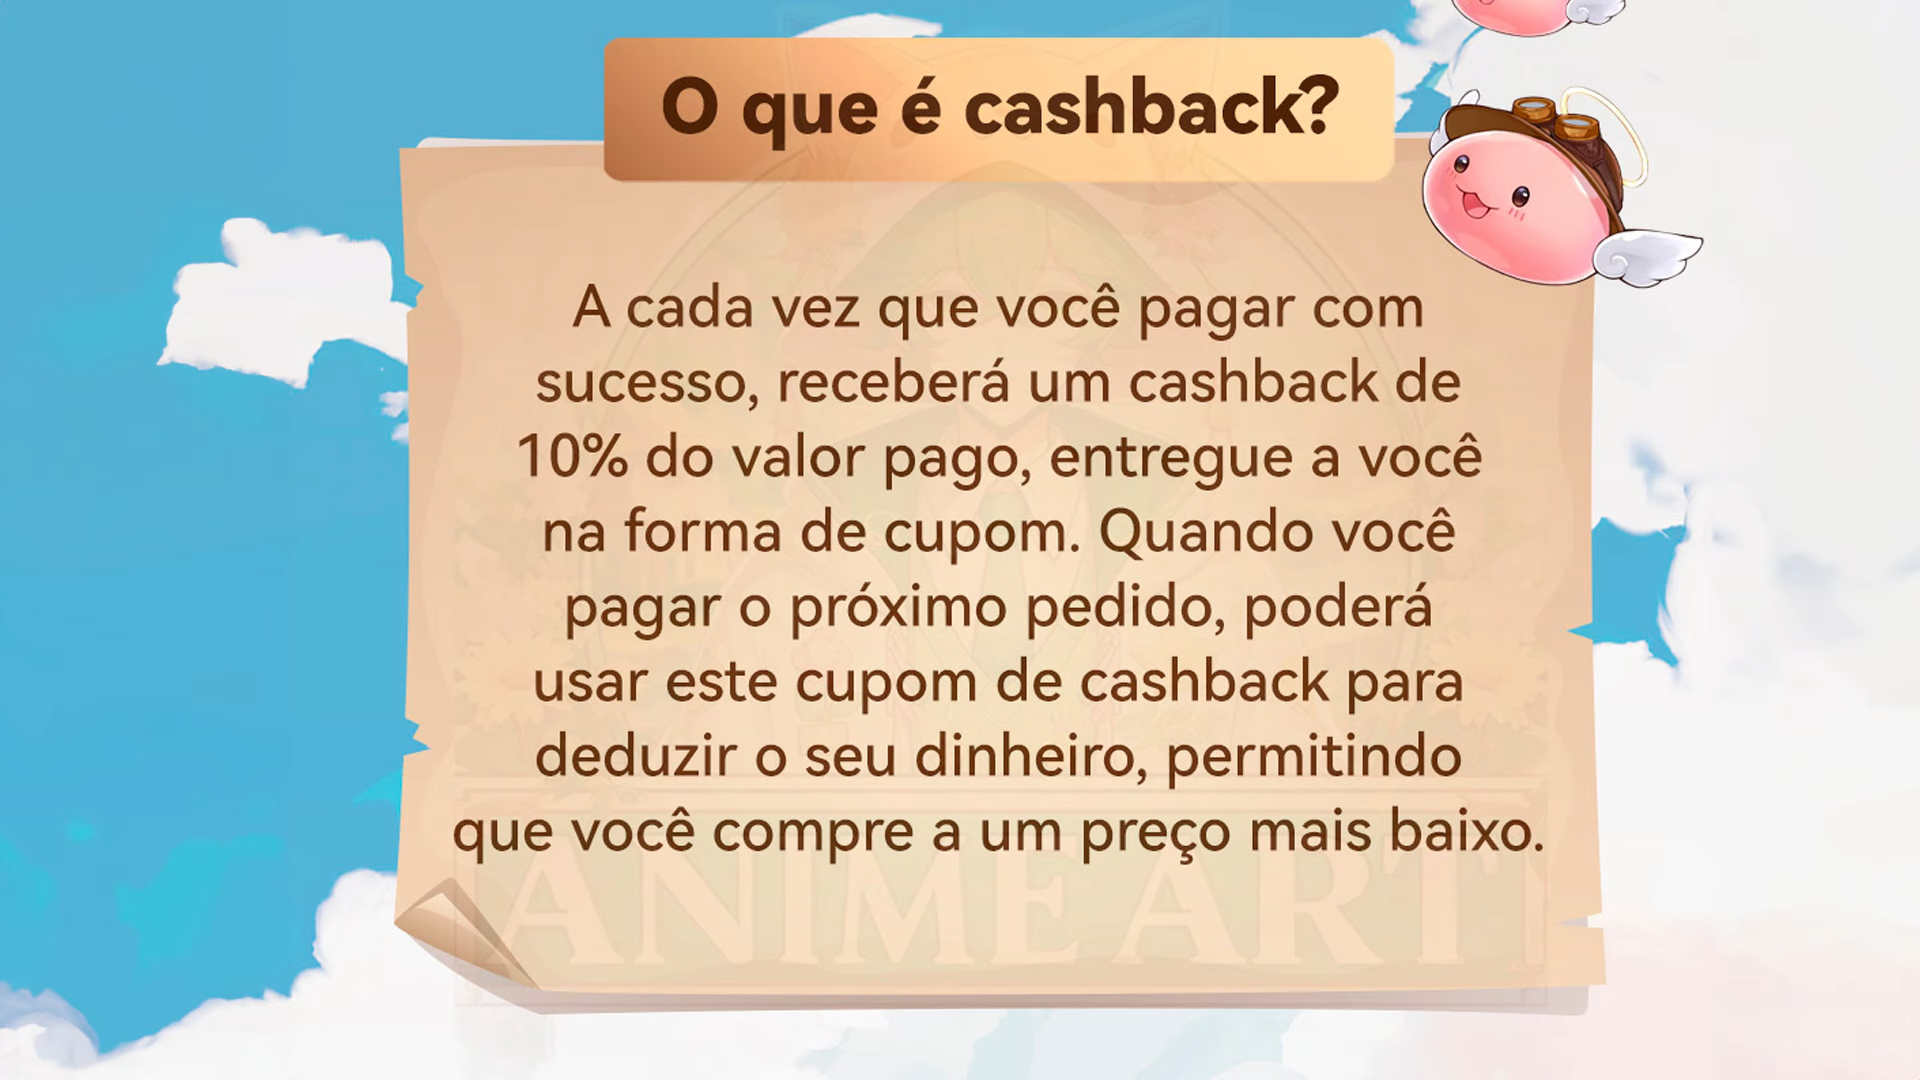 O que é cashback?
A cada vez que você pagar com
sucesso, receberá um cashback de
10% do valor pago, entregue a você
na forma de cupom. Quando você
pagar o próximo pedido, poderá
usar este cupom de cashback para
deduzir o seu dinheiro, permitindo
que você compre a um preço mais baixo.
ANIME ART